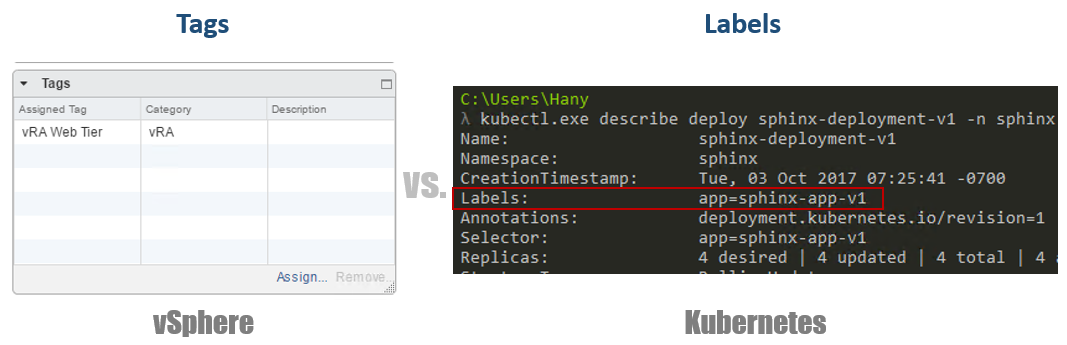 Tags
Labels
Tags
Assigned Tag Category Description
vRA Web Tier vRA
Assign... Remove...
vSphere
vs.
C:\Users\Hany
λ kubectl.exe describe deploy sphinx-deployment-v1 -n sphinx
Name: sphinx-deployment-v1
Namespace: sphinx
CreationTimestamp: Tue, 03 Oct 2017 07:25:41 -0700
Labels: app=sphinx-app-v1
Annotations: deployment.kubernetes.io/revision=1
Selector: app=sphinx-app-v1
Replicas: 4 desired | 4 updated | 4 total | 4
Kubernetes